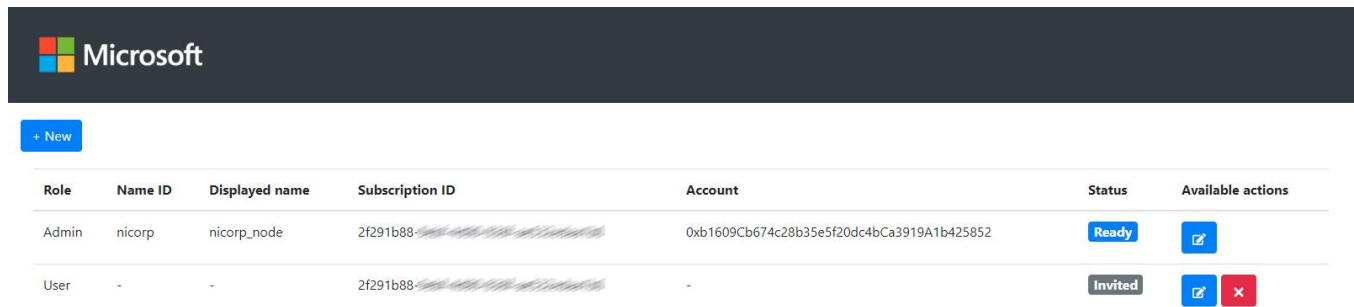 Microsoft
+ New
Role Name ID Displayed name Subscription ID Account Status Available actions
Admin nicorp nicorp_node 2f291b88- 0xb1609Cb674c28b35e5f20dc4bCa3919A1b425852 Ready
User - - 2f291b88- - Invited